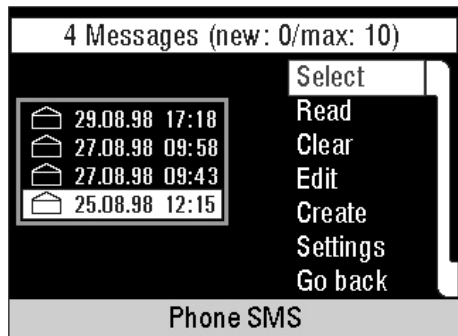 4 Messages (new: 0/max: 10)
Select
Read
Clear
Edit
Create
Settings
Go back
29.08.98 17:18
27.08.98 09:58
27.08.98 09:43
25.08.98 12:15
Phone SMS